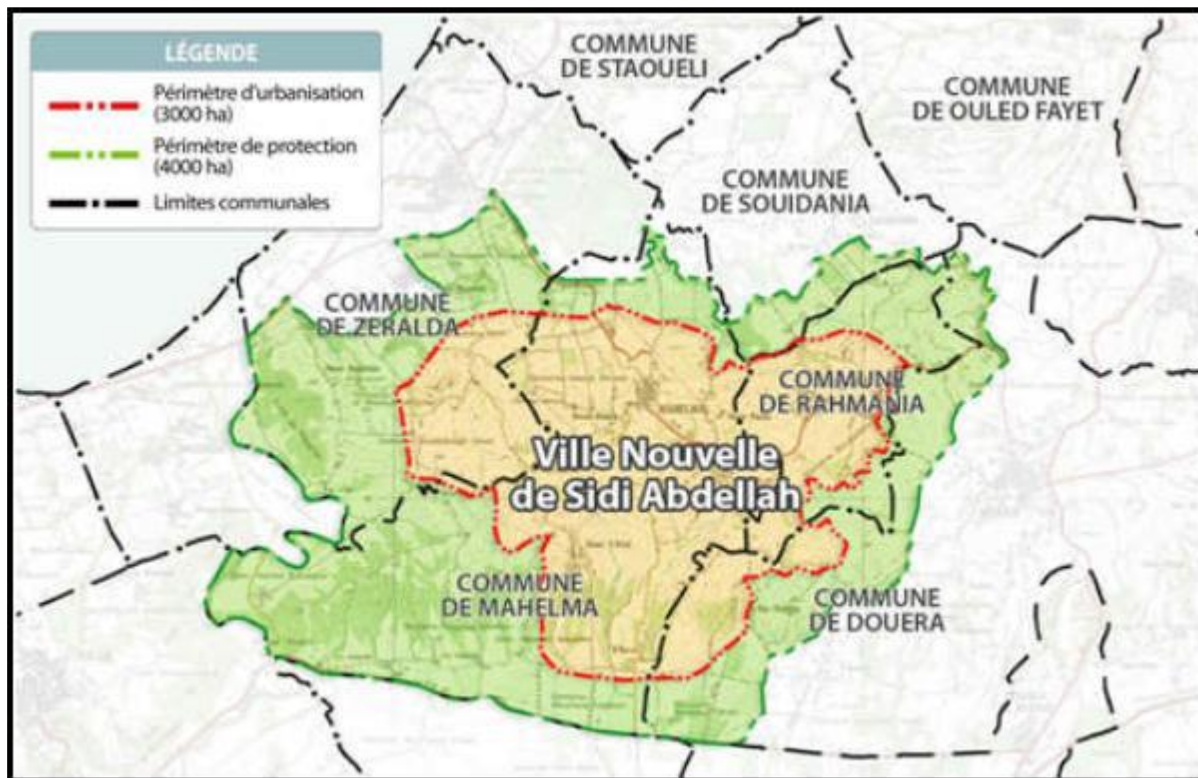 LÉGENDE
Périmètre d'urbanisation
(3000 ha)
Périmètre de protection
(4000 ha)
Limites communales
COMMUNE
DE STAOUELI
COMMUNE
DE OULED FAYET
COMMUNE
DE SOUIDANIA
COMMUNE
DE ZERALDA
COMMUNE
DE RAHMANIA
Ville Nouvelle
de Sidi Abdellah
COMMUNE
DE MAHELMA
COMMUNE
DE DOUERA